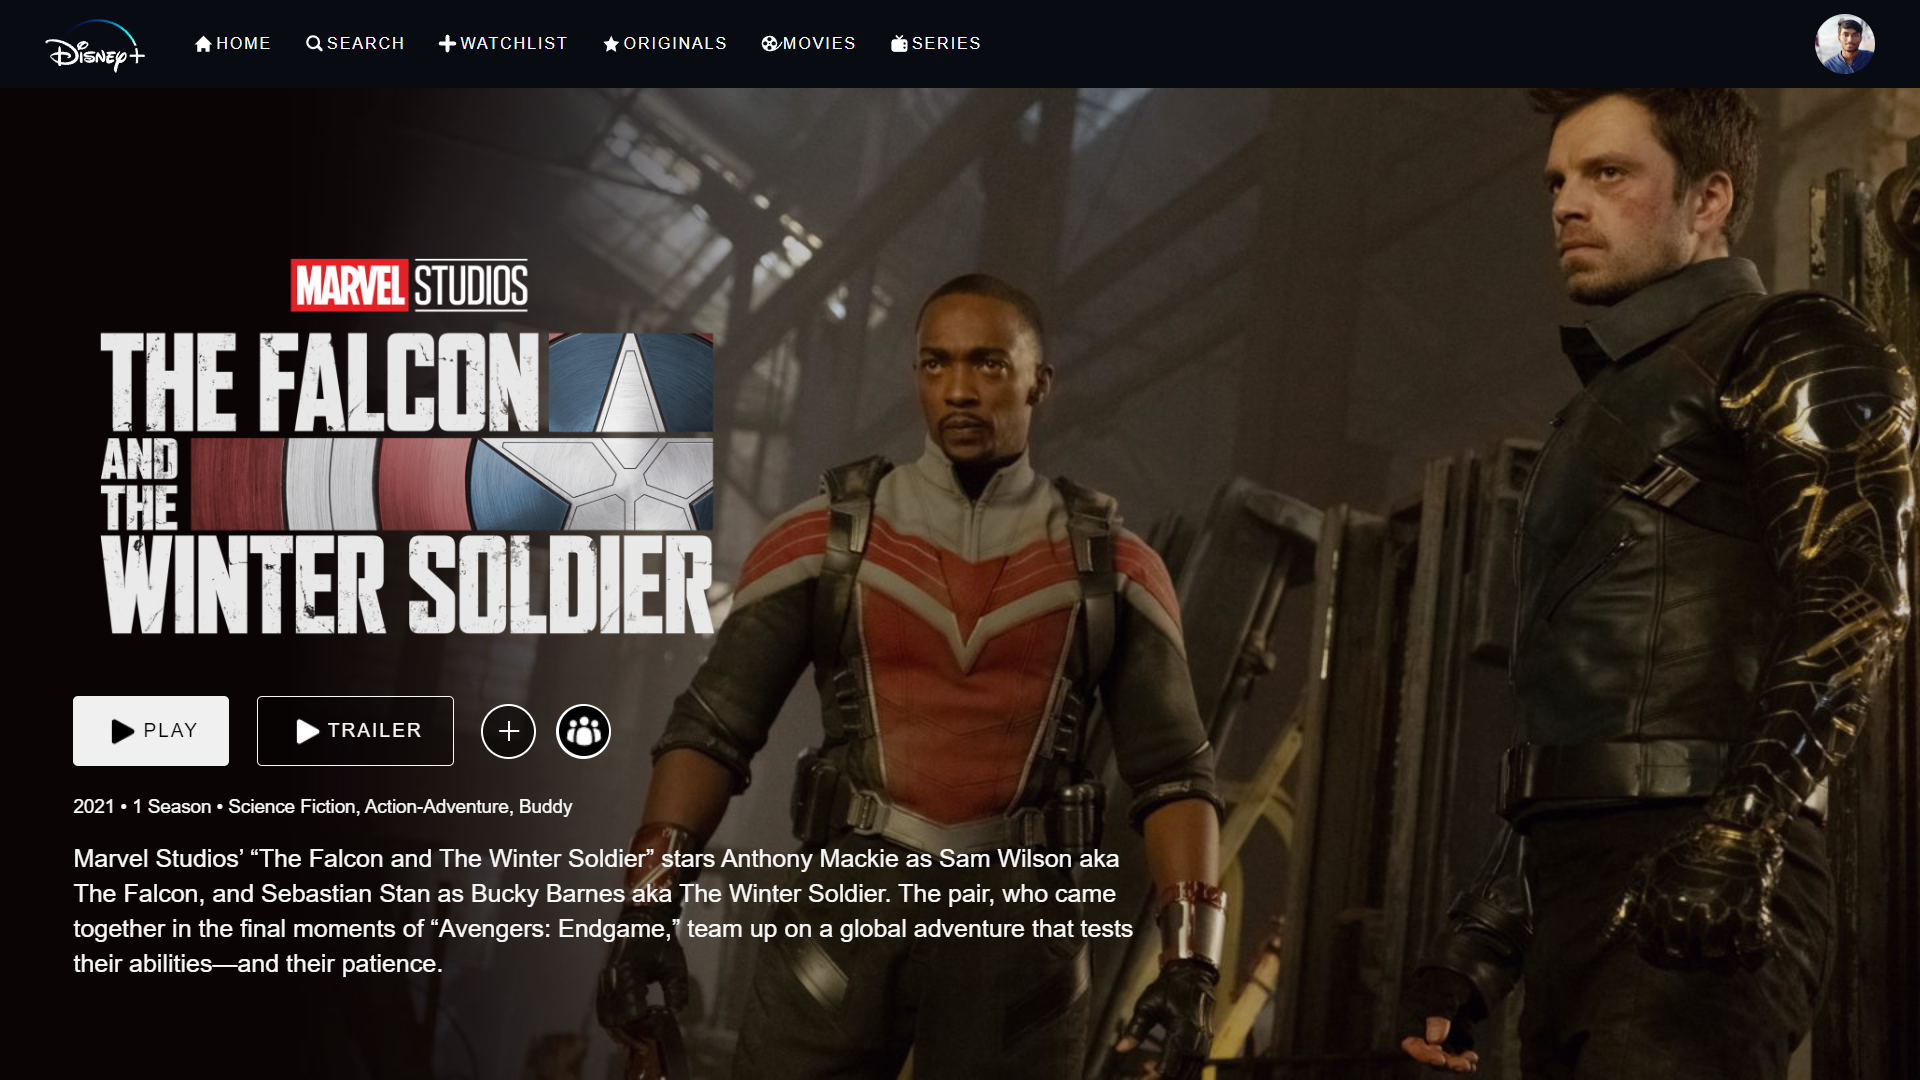 Disney+
HOME
SEARCH
WATCHLIST
ORIGINALS
MOVIES
SERIES
MARVEL STUDIOS
THE FALCON
AND
THE
WINTER SOLDIER
PLAY
TRAILER
2021 • 1 Season • Science Fiction, Action-Adventure, Buddy
Marvel Studios’ “The Falcon and The Winter Soldier” stars Anthony Mackie as Sam Wilson aka
The Falcon, and Sebastian Stan as Bucky Barnes aka The Winter Soldier. The pair, who came
together in the final moments of “Avengers: Endgame,” team up on a global adventure that tests
their abilities—and their patience.